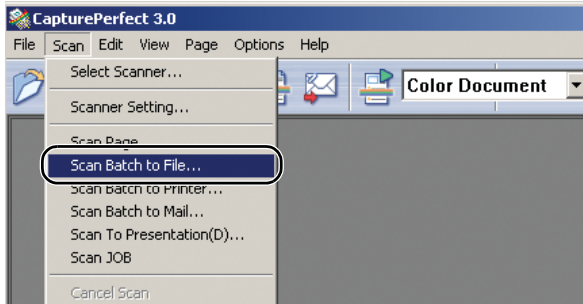 CapturePerfect 3.0
File Scan Edit View Page Options Help
Color Document
Select Scanner...
Scanner Setting...
Scan Page...
Scan Batch to File...
Scan Batch to Printer...
Scan Batch to Mail...
Scan To Presentation(D)...
Scan JOB
Cancel Scan